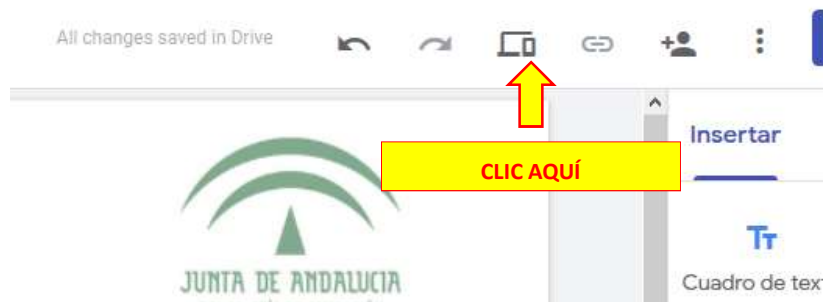 All changes saved in Drive
Insertar
CLIC AQUÍ
Cuadro de text
JUNTA DE ANDALUCIA